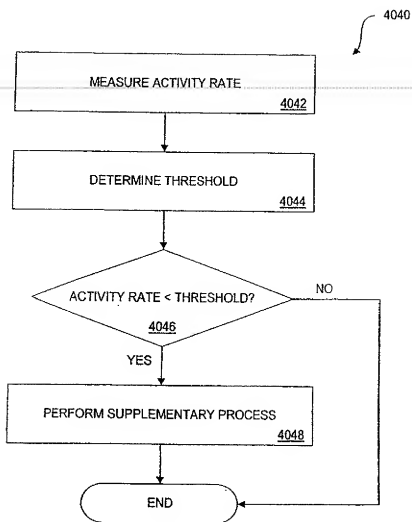 4040
MEASURE ACTIVITY RATE
4042
DETERMINE THRESHOLD
4044
ACTIVITY RATE < THRESHOLD?
4046
NO
YES
PERFORM SUPPLEMENTARY PROCESS
4048
END